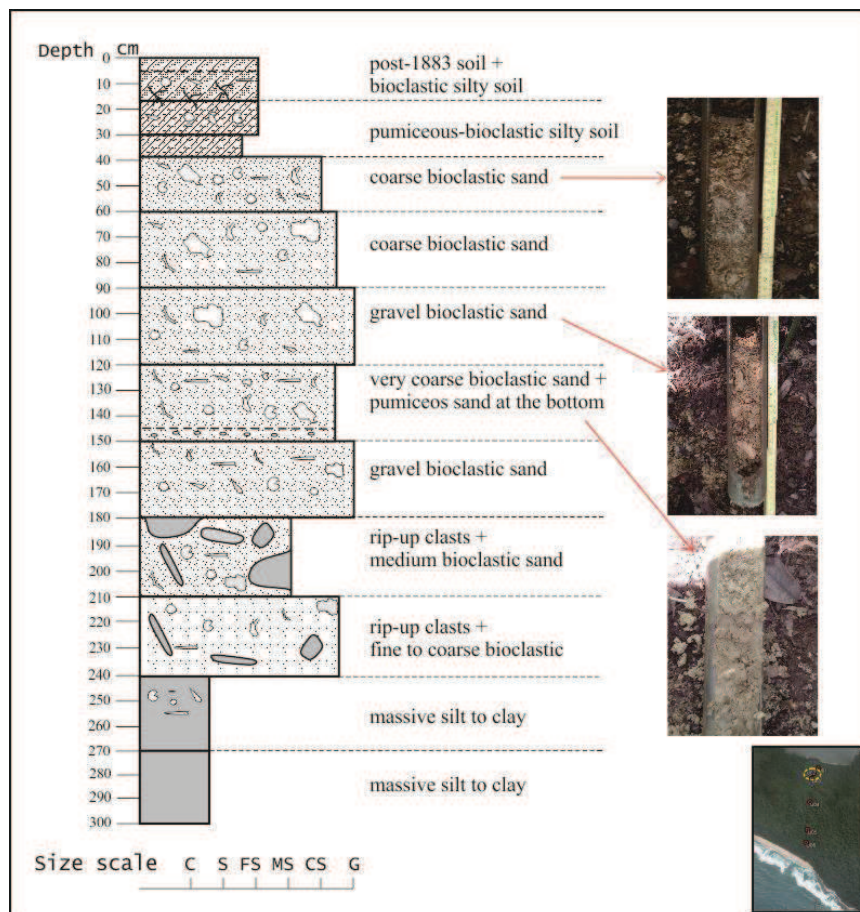 Depth cm
0
10
20
30
40
50
60
70
80
90
100
110
120
130
140
150
160
170
180
190
200
210
220
230
240
250
260
270
280
290
300
post-1883 soil +
bioclastic silty soil
pumiceous-bioclastic silty soil
coarse bioclastic sand
coarse bioclastic sand
gravel bioclastic sand
very coarse bioclastic sand +
pumiceos sand at the bottom
gravel bioclastic sand
rip-up clasts +
medium bioclastic sand
rip-up clasts +
fine to coarse bioclastic
massive silt to clay
massive silt to clay
Size scale C S FS MS CS G